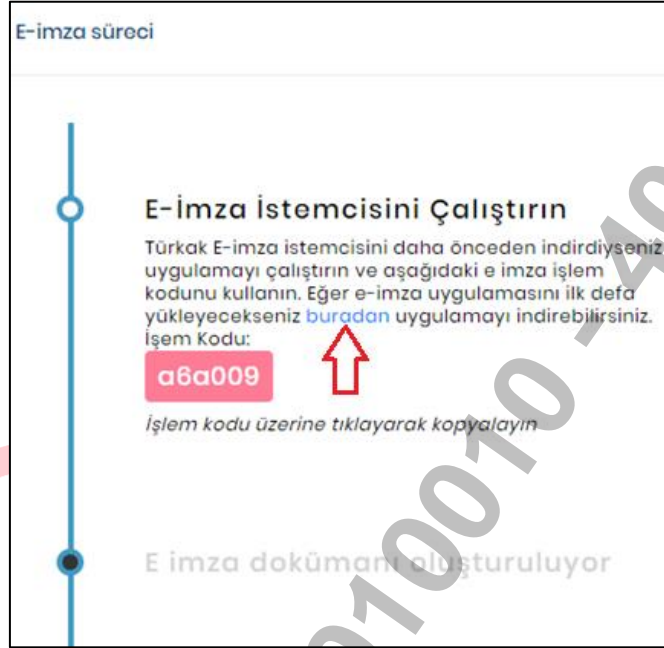 E-imza süreci
E-İmza İstemcisini Çalıştırın
Türkak E-imza istemcisini daha önceden indirdiyseniz
uygulamayı çalıştırın ve aşağıdaki e imza işlem
kodunu kullanın. Eğer e-imza uygulamasını ilk defa
yükleyecekseniz buradan uygulamayı indirebilirsiniz.
İşem Kodu:
a6a009
İşlem kodu üzerine tıklayarak kopyalayın
E imza dokümanı oluşturuluyor